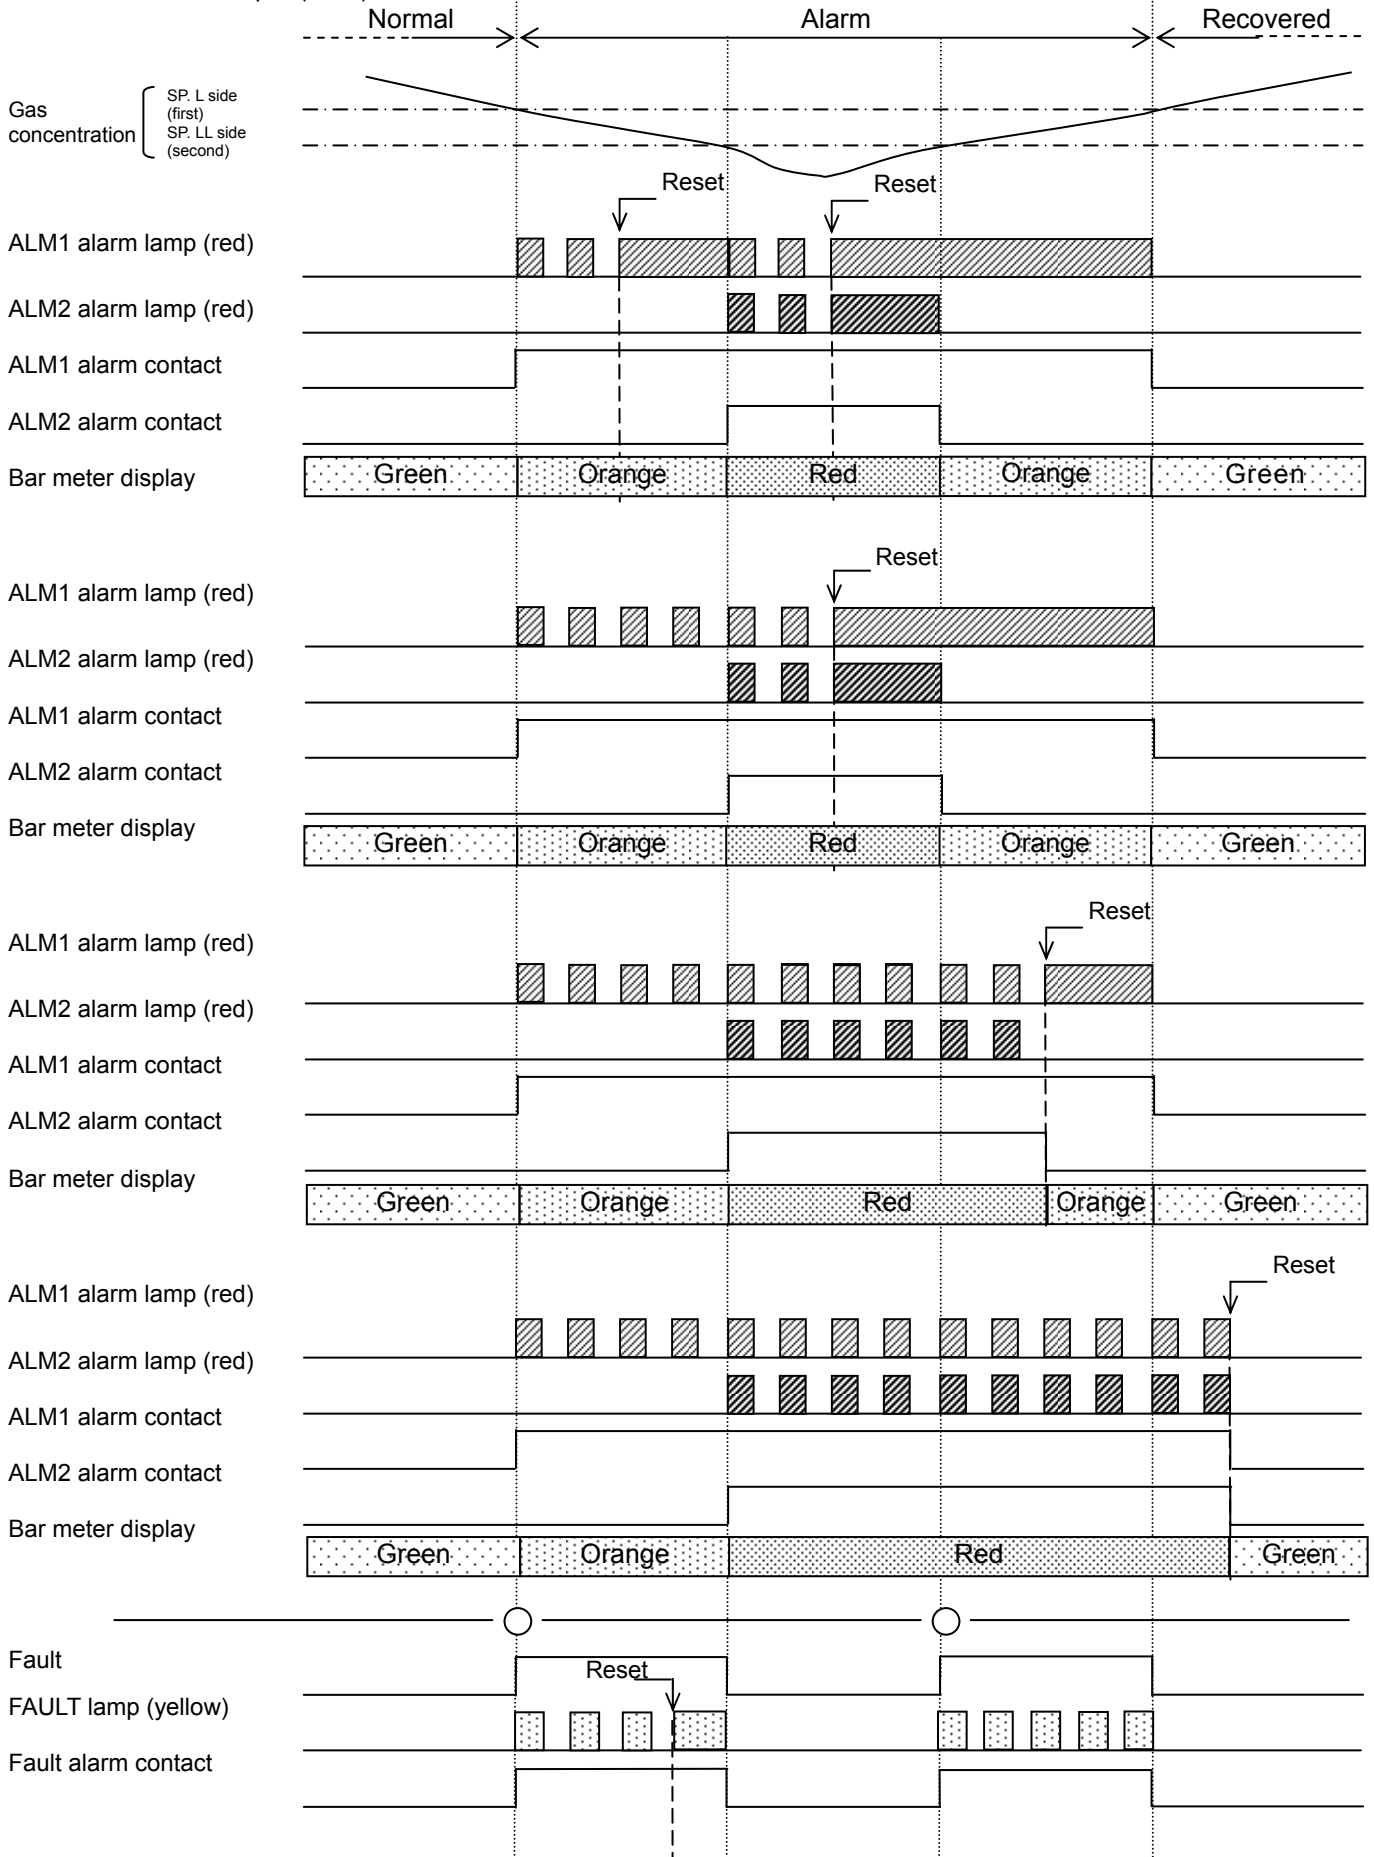 Normal Alarm Recovered
Gas concentration
SP. L side
(first)
SP. LL side
(second)
Reset Reset
ALM1 alarm lamp (red)
ALM2 alarm lamp (red)
ALM1 alarm contact
ALM2 alarm contact
Bar meter display Green Orange Red Orange Green
Reset
ALM1 alarm lamp (red)
ALM2 alarm lamp (red)
ALM1 alarm contact
ALM2 alarm contact
Bar meter display Green Orange Red Orange Green
Reset
ALM1 alarm lamp (red)
ALM2 alarm lamp (red)
ALM1 alarm contact
ALM2 alarm contact
Bar meter display Green Orange Red Orange Green
Reset
ALM1 alarm lamp (red)
ALM2 alarm lamp (red)
ALM1 alarm contact
ALM2 alarm contact
Bar meter display Green Orange Red Green
Fault
Reset
FAULT lamp (yellow)
Fault alarm contact